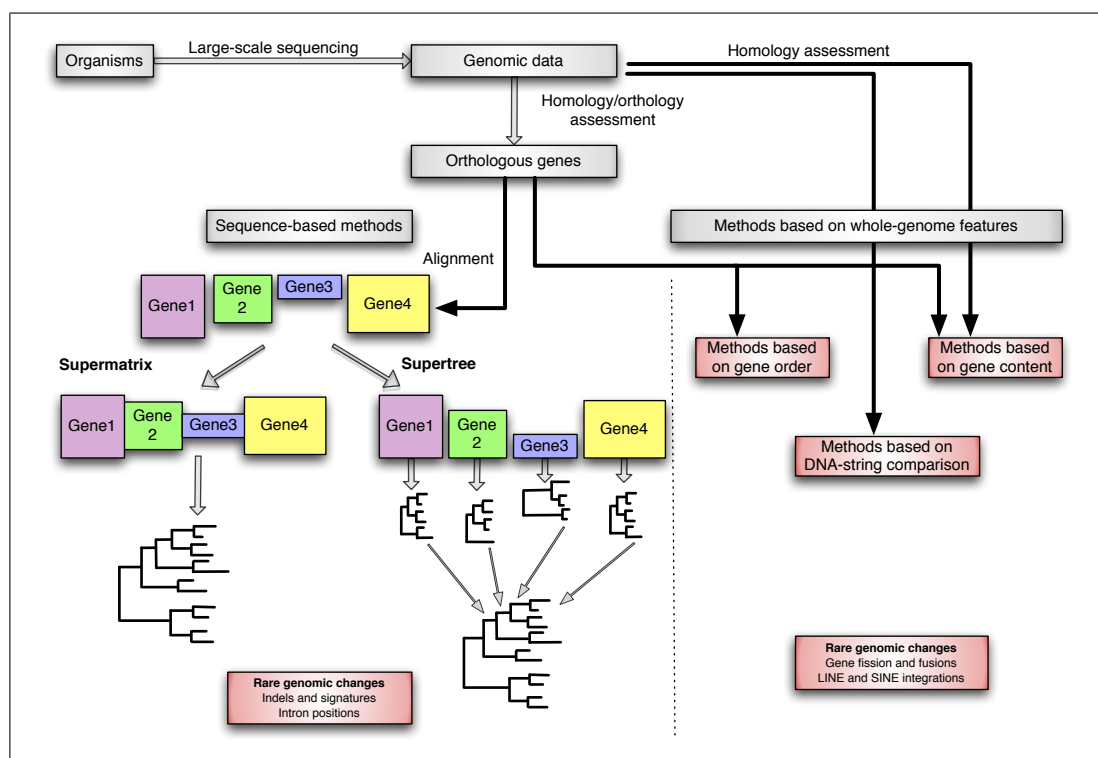 Large-scale sequencing
Organisms
Genomic data
Homology assessment
Homology/orthology
assessment
Orthologous genes
Sequence-based methods
Methods based on whole-genome features
Alignment
Gene1
Gene
2
Gene3
Gene4
Methods based
on gene order
Methods based
on gene content
Supermatrix
Supertree
Gene1
Gene
2
Gene3
Gene4
Gene1
Gene
2
Gene3
Gene4
Methods based on
DNA-string comparison
Rare genomic changes
Indels and signatures
Intron positions
Rare genomic changes
Gene fission and fusions
LINE and SINE integrations